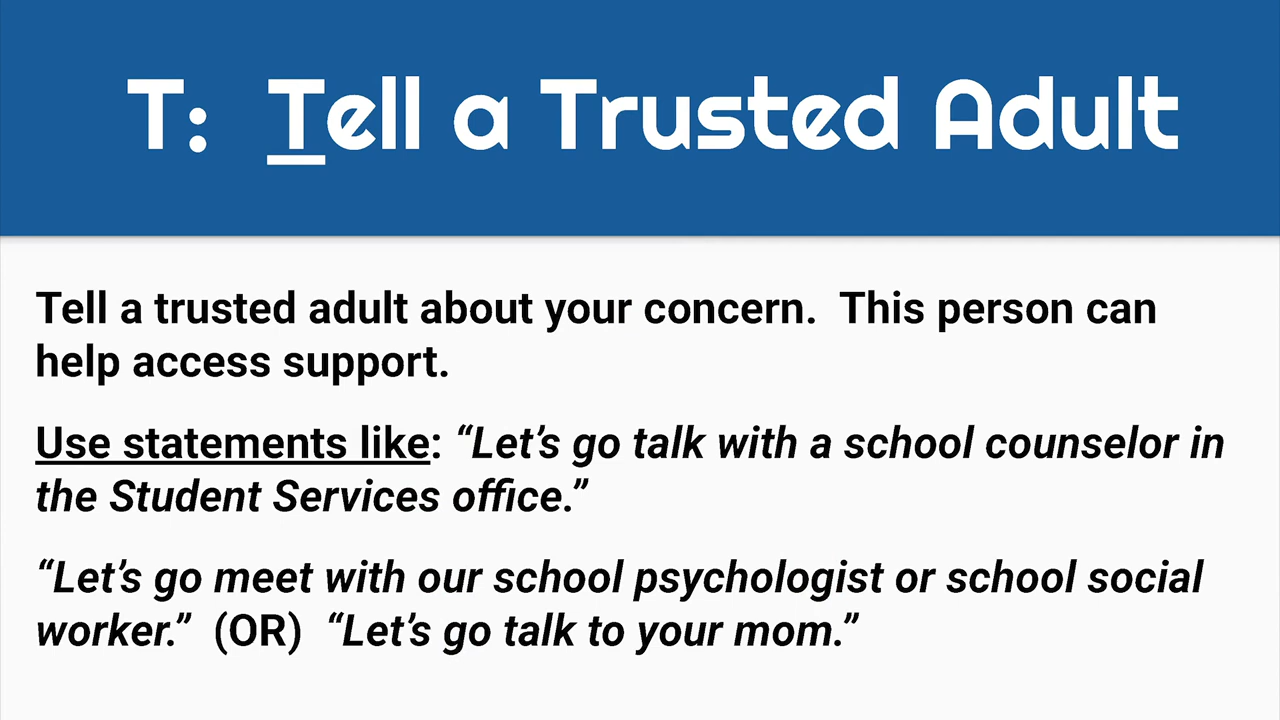 T: Tell a Trusted Adult
Tell a trusted adult about your concern. This person can
help access support.
Use statements like: “Let’s go talk with a school counselor in
the Student Services office.”
“Let’s go meet with our school psychologist or school social
worker.” (OR) “Let’s go talk to your mom.”